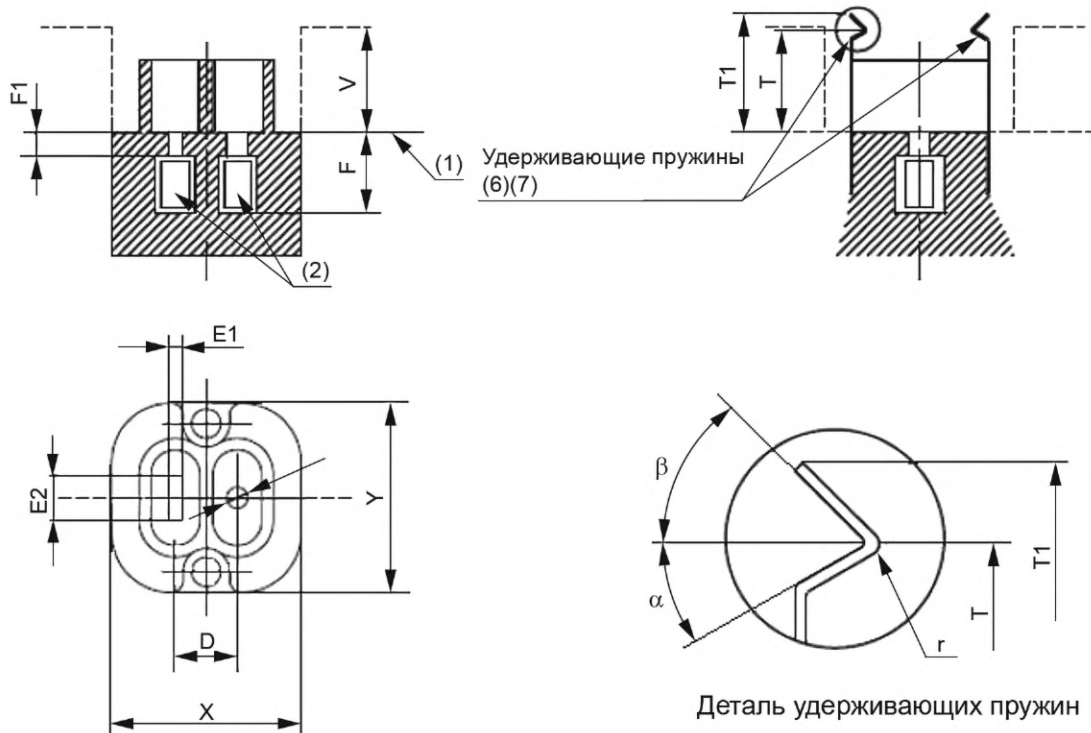 F1
V
F
(1)
(2)
T1
T
Удерживающие пружины
(6)(7)
E1
E2
Y
D
X
β
α
T1
T
r
Деталь удерживающих пружин